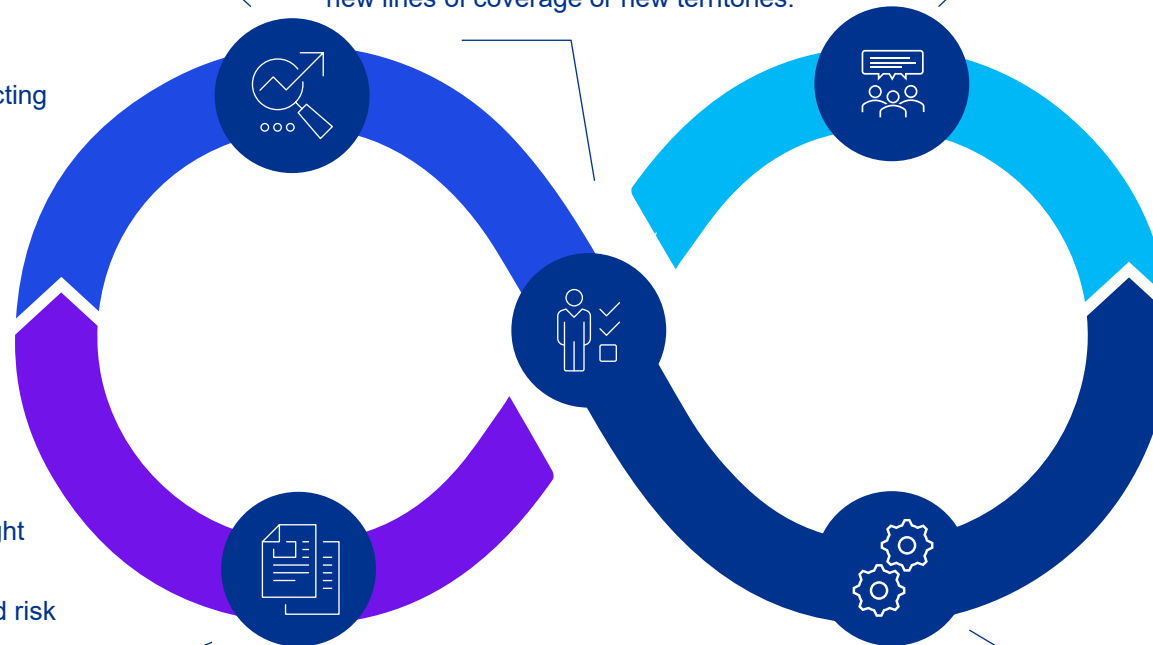 new lines of coverage or new territories.
cting
ght
d risk